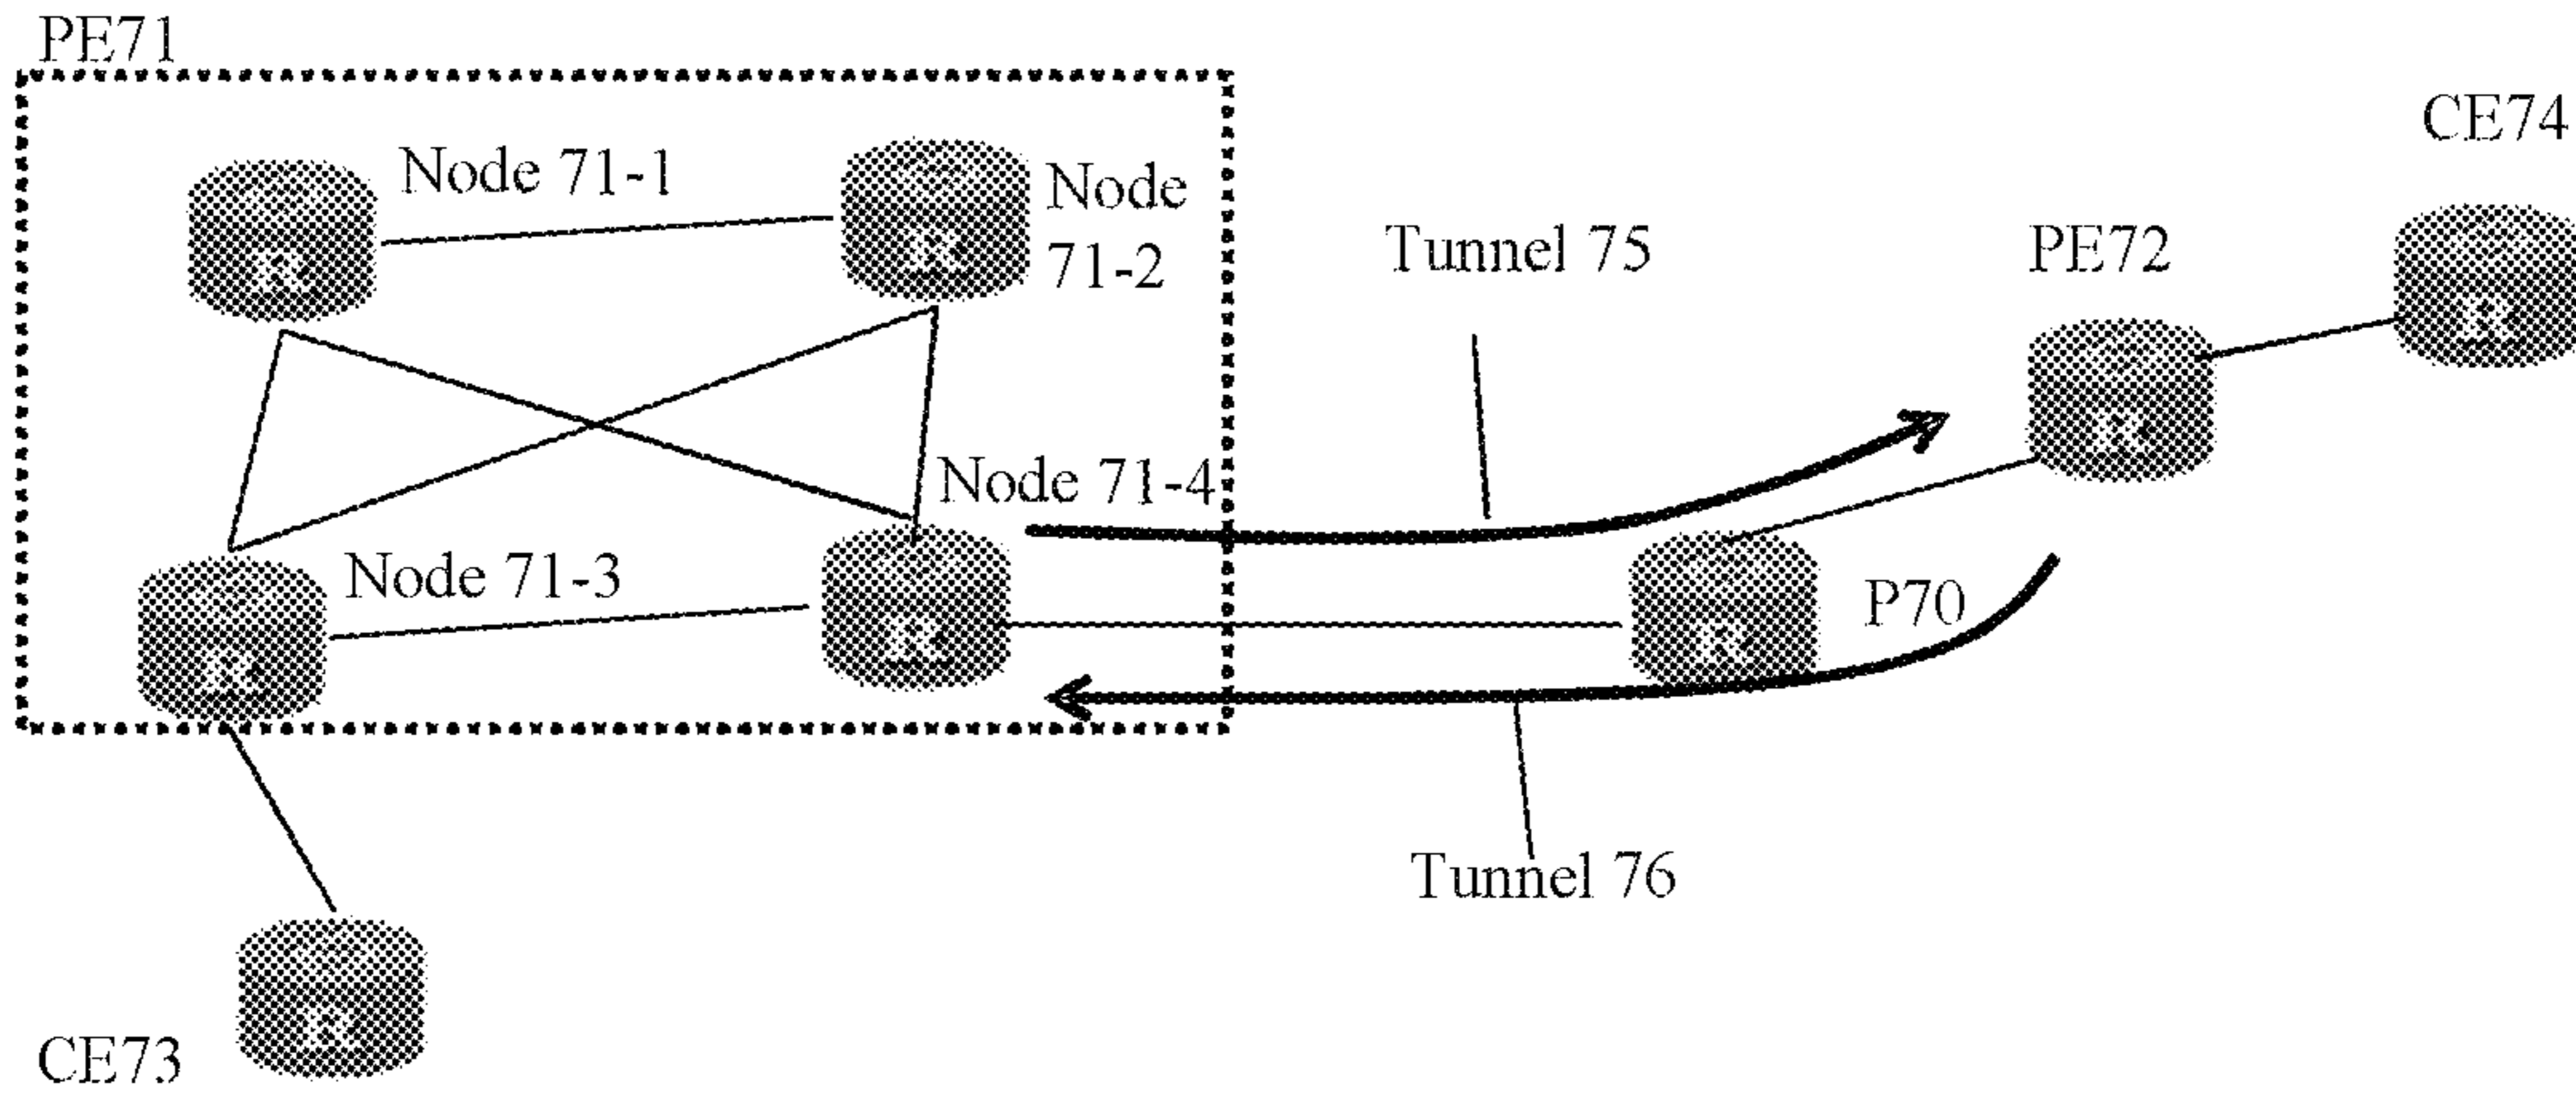 PE71
CE74
Node 71-1
Node
71-2
Tunnel 75
PE72
Node 71-4
Node 71-3
P70
Tunnel 76
CE73
R
R
R
R
R
R
R
R